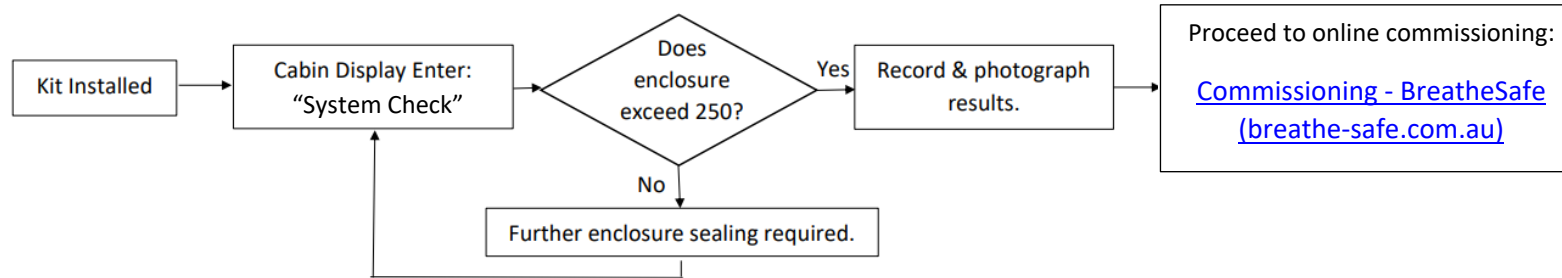 Kit Installed
Cabin Display Enter:
“System Check”
Does
enclosure
exceed 250?
Yes
Record & photograph
results.
Proceed to online commissioning:
Commissioning - BreatheSafe
(breathe-safe.com.au)
No
Further enclosure sealing required.